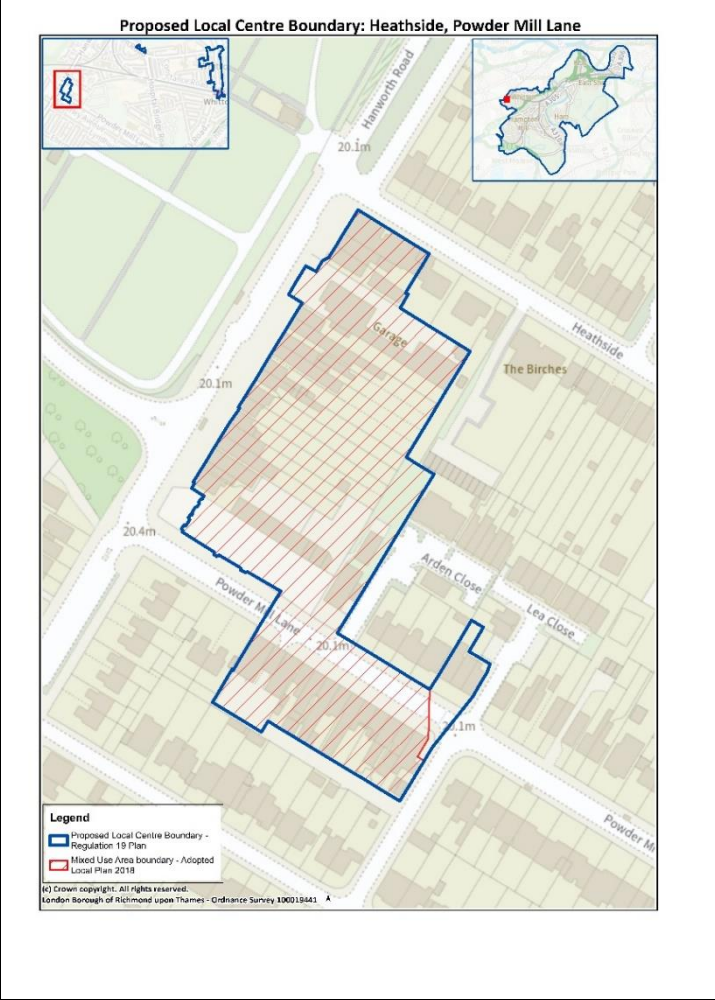 Proposed Local Centre Boundary: Heathside, Powder Mill Lane
Hanworth Road
20.1m
Garage
Heathside
The Birches
20.1m
20.4m
Arden Close
Powder Mill Lane
Lea Close
20.1m
Powder M
Legend
Proposed Local Centre Boundary -
Regulation 19 Plan
Mixed Use Area boundary - Adopted
Local Plan 2018
(c) Crown copyright. All rights reserved.
London Borough of Richmond upon Thames - Ordnance Survey 100019441